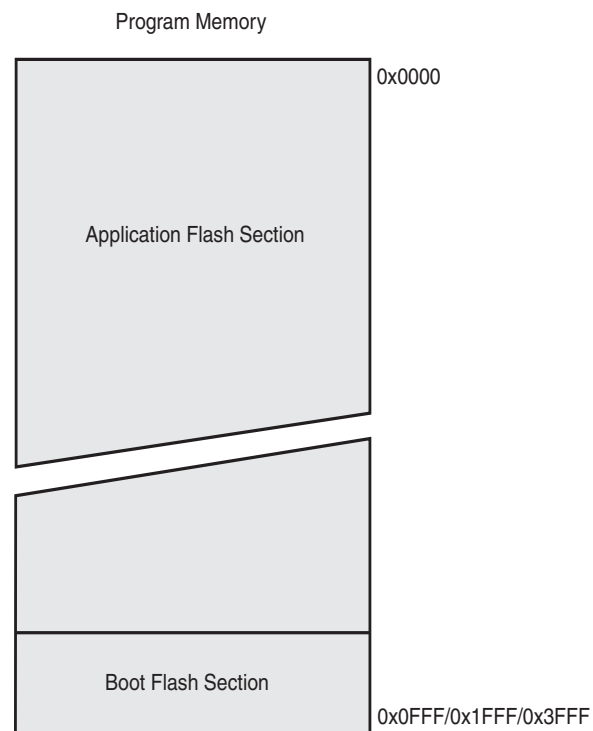 Program Memory
0x0000
Application Flash Section
Boot Flash Section
0x0FFF/0x1FFF/0x3FFF